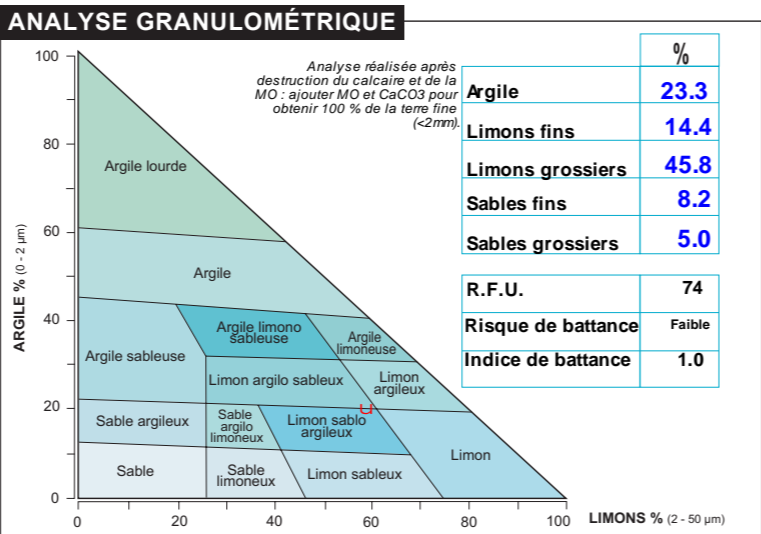 ANALYSE GRANULOMÉTRIQUE
Analyse réalisée après
destruction du calcaire et de la
MO : ajouter MO et CaCO3 pour
obtenir 100 % de la terre fine
(<2mm).
%
Argile 23.3
Limons fins 14.4
Limons grossiers 45.8
Sables fins 8.2
Sables grossiers 5.0
R.F.U. 74
Risque de battance Faible
Indice de battance 1.0
ARGILE % (0 - 2 µm)
100
80
60
40
20
0
Argile lourde
Argile
Argile limono
sableuse
Argile
limoneuse
Argile sableuse
Limon argilo sableux
Limon
argileux
Sable argileux
Sable
argilo
limoneux
Limon sablo
argileux
Limon
Sable
Sable
limoneux
Limon sableux
0 20 40 60 80 100
LIMONS % (2 - 50 µm)